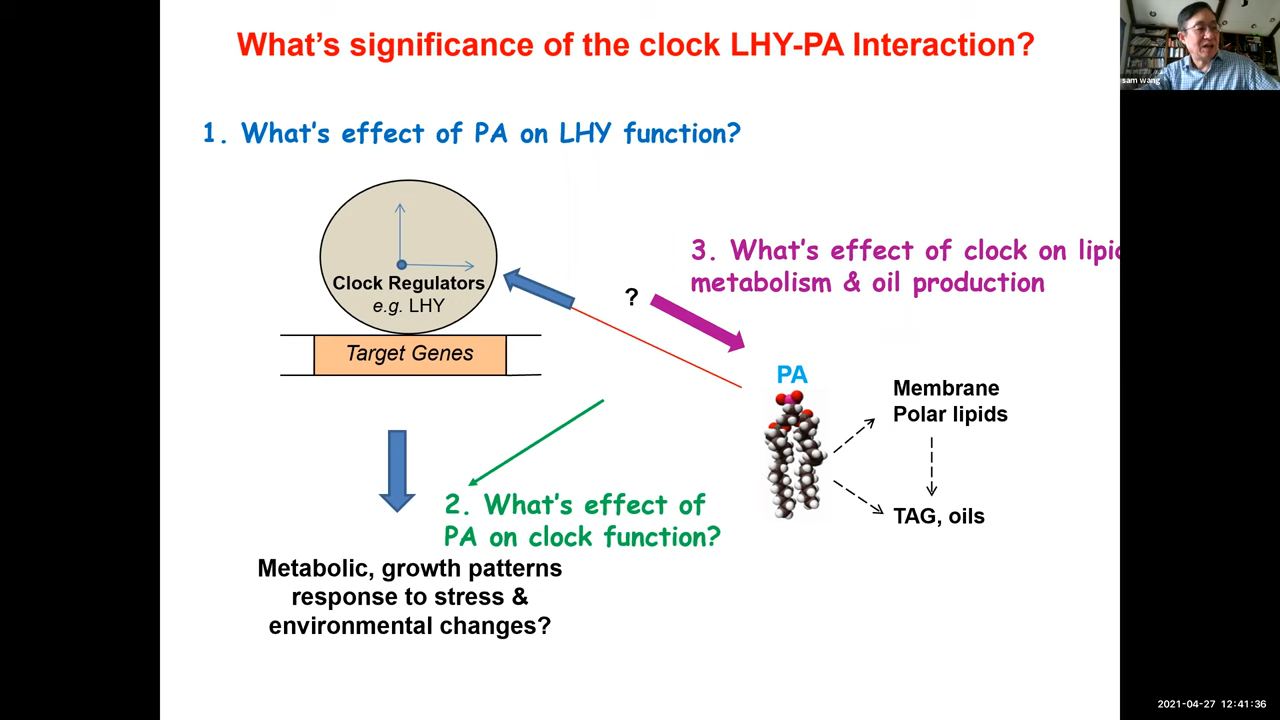 What's significance of the clock LHY-PA Interaction?
sam wang
1. What's effect of PA on LHY function?
3. What's effect of clock on lipid
metabolism & oil production
?
Clock Regulators
e.g. LHY
Target Genes
PA
Membrane
Polar lipids
TAG, oils
2. What's effect of
PA on clock function?
Metabolic, growth patterns
response to stress &
environmental changes?
2021-04-27 12:41:36